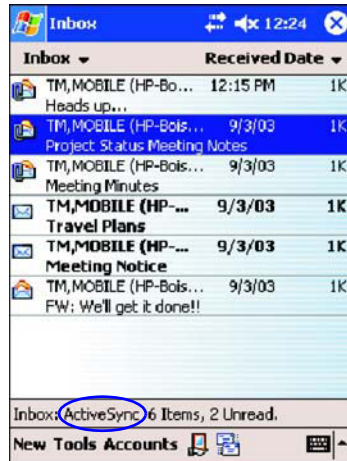 Inbox 12:24
Inbox Received Date
TM,MOBILE (HP-Bo... 12:15 PM 1K
Heads up...
TM,MOBILE (HP-Bois... 9/3/03 1K
Project Status Meeting Notes
TM,MOBILE (HP-Bois... 9/3/03 1K
Meeting Minutes
TM,MOBILE (HP-... 9/3/03 1K
Travel Plans
TM,MOBILE (HP-... 9/3/03 1K
Meeting Notice
TM,MOBILE (HP-Bois... 9/3/03 1K
FW: We'll get it done!!
Inbox: ActiveSync 6 Items, 2 Unread.
New Tools Accounts